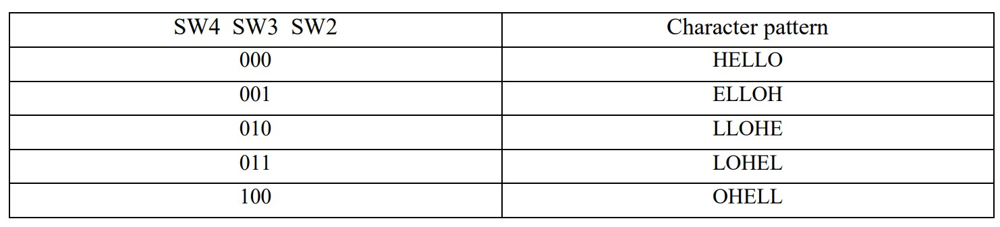 SW4 SW3 SW2 Character pattern
000 HELLO
001 ELLOH
010 LLOHE
011 LOHEL
100 OHELL